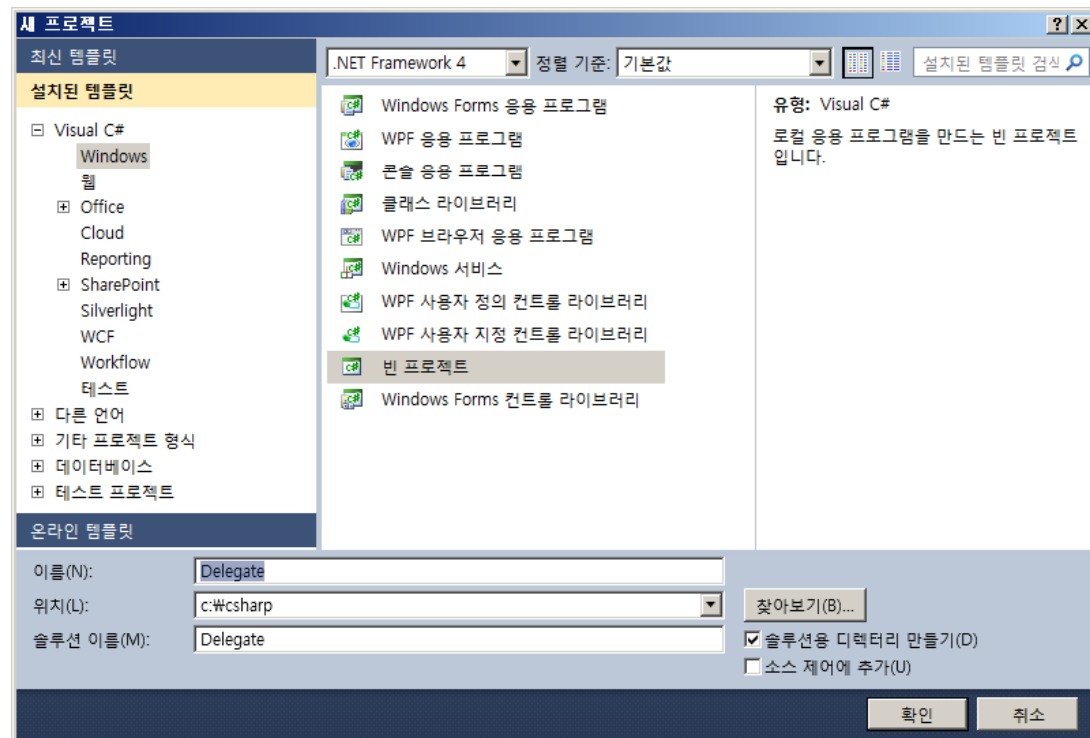 새 프로젝트
최신 템플릿
설치된 템플릿
Visual C#
Windows
웹
Office
Cloud
Reporting
SharePoint
Silverlight
WCF
Workflow
테스트
다른 언어
기타 프로젝트 형식
데이터베이스
테스트 프로젝트
온라인 템플릿
.NET Framework 4 정렬 기준: 기본값 설치된 템플릿 검색
Windows Forms 응용 프로그램
WPF 응용 프로그램
콘솔 응용 프로그램
클래스 라이브러리
WPF 브라우저 응용 프로그램
Windows 서비스
WPF 사용자 정의 컨트롤 라이브러리
WPF 사용자 지정 컨트롤 라이브러리
빈 프로젝트
Windows Forms 컨트롤 라이브러리
유형: Visual C#
로컬 응용 프로그램을 만드는 빈 프로젝트
입니다.
이름(N): Delegate
위치(L): c:₩csharp 찾아보기(B)...
솔루션 이름(M): Delegate 솔루션용 디렉터리 만들기(D)
소스 제어에 추가(U)
확인 취소